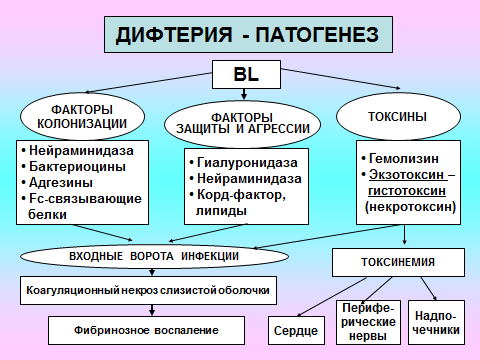 ДИФТЕРИЯ - ПАТОГЕНЕЗ
BL
ФАКТОРЫ
КОЛОНИЗАЦИИ
ФАКТОРЫ
ЗАЩИТЫ И АГРЕССИИ
ТОКСИНЫ
• Нейраминидаза
• Бактериоцины
• Адгезины
• Fc-связывающие
белки
• Гиалуронидаза
• Нейраминидаза
• Корд-фактор,
липиды
• Гемолизин
• Экзотоксин –
гистотоксин
(некротоксин)
ВХОДНЫЕ ВОРОТА ИНФЕКЦИИ
ТОКСИНЕМИЯ
Коагуляционный некроз слизистой оболочки
Фибринозное воспаление
Сердце
Перифе-
рические
нервы
Надпо-
чечники